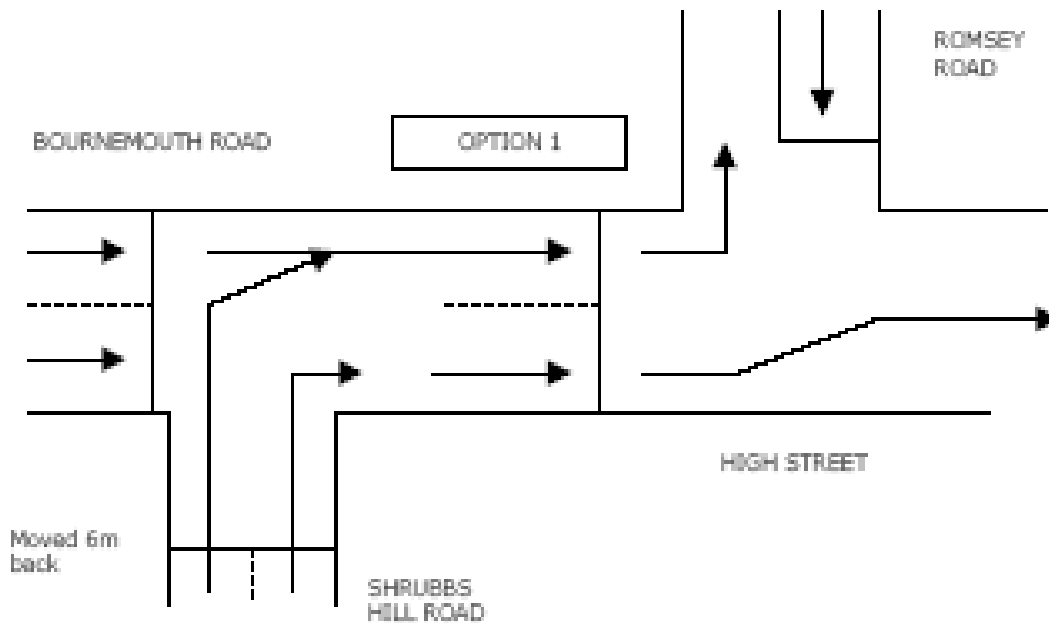 ROMSEY
ROAD
BOURNEMOUTH ROAD
OPTION 1
HIGH STREET
Moved 6m
back
SHRUBBS
HILL ROAD